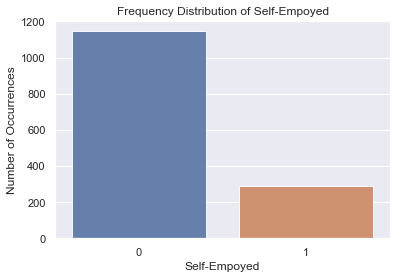 Frequency Distribution of Self-Empoyed
Number of Occurrences
1200
1000
800
600
400
200
0
0 1
Self-Empoyed